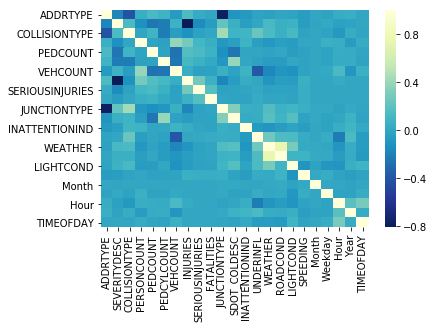 ADDRTYPE
COLLISIONTYPE
PEDCOUNT
VEHCOUNT
SERIOUSINJURIES
JUNCTIONTYPE
INATTENTIONIND
WEATHER
LIGHTCOND
Month
Hour
TIMEOFDAY
ADDRTYPE
SEVERITYDESC
COLLISIONTYPE
PERSONCOUNT
PEDCOUNT
PEDCYLCOUNT
VEHCOUNT
INJURIES
SERIOUSINJURIES
FATALITIES
JUNCTIONTYPE
SDOT_COLDESC
INATTENTIONIND
UNDERINFL
WEATHER
ROADCOND
LIGHTCOND
SPEEDING
Month
Weekday
Hour
Year
TIMEOFDAY
0.8
0.4
0.0
−0.4
−0.8